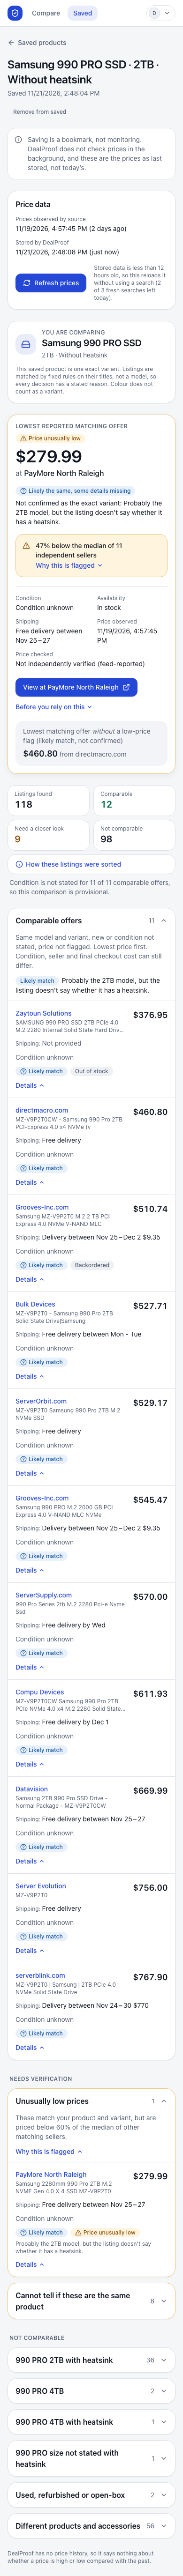 Compare
Saved
D
Saved products
Samsung 990 PRO SSD · 2TB ·
Without heatsink
Saved 11/21/2026, 2:48:04 PM
Remove from saved
Saving is a bookmark, not monitoring.
DealProof does not check prices in the
background, and these are the prices as last
stored, not today's.
Price data
Prices observed by source
11/19/2026, 4:57:45 PM (2 days ago)
Stored by DealProof
11/21/2026, 2:48:08 PM (just now)
Refresh prices
Stored data is less than 12
hours old, so this reloads it
without using a search (2
of 3 fresh searches left
today).
YOU ARE COMPARING
Samsung 990 PRO SSD
2TB · Without heatsink
This saved product is one exact variant. Listings are
matched by fixed rules on their titles, not a model, so
every decision has a stated reason. Colour does not
count as a variant.
LOWEST REPORTED MATCHING OFFER
Price unusually low
$279.99
at PayMore North Raleigh
Likely the same, some details missing
Not confirmed as the exact variant: Probably the
2TB model, but the listing doesn't say whether it
has a heatsink.
47% below the median of 11
independent sellers
Why this is flagged
Condition
Condition unknown
Availability
In stock
Shipping
Free delivery between
Nov 25 – 27
Price observed
11/19/2026, 4:57:45
PM
Price checked
Not independently verified (feed-reported)
View at PayMore North Raleigh
Before you rely on this
Lowest matching offer without a low-price
flag (likely match, not confirmed)
$460.80 from directmacro.com
Listings found
118
Comparable
12
Need a closer look
9
Not comparable
98
How these listings were sorted
Condition is not stated for 11 of 11 comparable offers,
so this comparison is provisional.
Comparable offers
11
Same model and variant, new or condition not
stated, price not flagged. Lowest price first.
Condition, seller and final checkout cost can still
differ.
Likely match Probably the 2TB model, but the
listing doesn't say whether it has a heatsink.
Zaytoun Solutions
$376.95
SAMSUNG 990 PRO SSD 2TB PCIe 4.0
M.2 2280 Internal Solid State Hard Driv...
Shipping: Not provided
Condition unknown
Likely match
Out of stock
Details
directmacro.com
$460.80
MZ-V9P2T0CW - Samsung 990 Pro 2TB
PCI-Express 4.0 x4 NVMe (v
Shipping: Free delivery
Condition unknown
Likely match
Details
Grooves-Inc.com
$510.74
Samsung MZ-V9P2T0 M.2 2 TB PCI
Express 4.0 NVMe V-NAND MLC
Shipping: Delivery between Nov 25 – Dec 2 $9.35
Condition unknown
Likely match
Backordered
Details
Bulk Devices
$527.71
MZ-V9P2T0 - Samsung 990 Pro 2TB
Solid State Drive|Samsung
Shipping: Free delivery between Mon - Tue
Condition unknown
Likely match
Details
ServerOrbit.com
$529.17
MZ-V9P2T0 Samsung 990 Pro 2TB M.2
NVMe SSD
Shipping: Free delivery
Condition unknown
Likely match
Details
Grooves-Inc.com
$545.47
Samsung 990 PRO M.2 2000 GB PCI
Express 4.0 V-NAND MLC NVMe
Shipping: Delivery between Nov 25 – Dec 2 $9.35
Condition unknown
Likely match
Details
ServerSupply.com
$570.00
990 Pro Series 2tb M.2 2280 Pci-e Nvme
Ssd
Shipping: Free delivery by Wed
Condition unknown
Likely match
Details
Compu Devices
$611.93
MZ-V9P2T0CW Samsung 990 Pro 2TB
PCIe NVMe 4.0 x4 M.2 2280 Solid State...
Shipping: Free delivery by Dec 1
Condition unknown
Likely match
Details
Datavision
$669.99
Samsung 2TB 990 Pro SSD Drive -
Normal Package - MZ-V9P2T0CW
Shipping: Free delivery between Nov 25 – 27
Condition unknown
Likely match
Details
Server Evolution
$756.00
MZ-V9P2T0
Shipping: Free delivery
Condition unknown
Likely match
Details
serverblink.com
$767.90
MZ-V9P2T0 | Samsung | 2TB PCIe 4.0
NVMe Solid State Drive
Shipping: Delivery between Nov 24 – 30 $770
Condition unknown
Likely match
Details
NEEDS VERIFICATION
Unusually low prices
1
These match your product and variant, but are
priced below 60% of the median of other
matching sellers.
Why this is flagged
PayMore North Raleigh
$279.99
Samsung 2280mm 990 Pro 2TB M.2
NVME Gen 4.0 X 4 SSD MZ-V9P2T0
Shipping: Free delivery between Nov 25 – 27
Condition unknown
Likely match
Price unusually low
Probably the 2TB model, but the listing doesn't say
whether it has a heatsink.
Details
Cannot tell if these are the same
product
8
NOT COMPARABLE
990 PRO 2TB with heatsink
36
990 PRO 4TB
2
990 PRO 4TB with heatsink
1
990 PRO size not stated with
heatsink
1
Used, refurbished or open-box
2
Different products and accessories
56
DealProof has no price history, so it says nothing about
whether a price is high or low compared with the past.